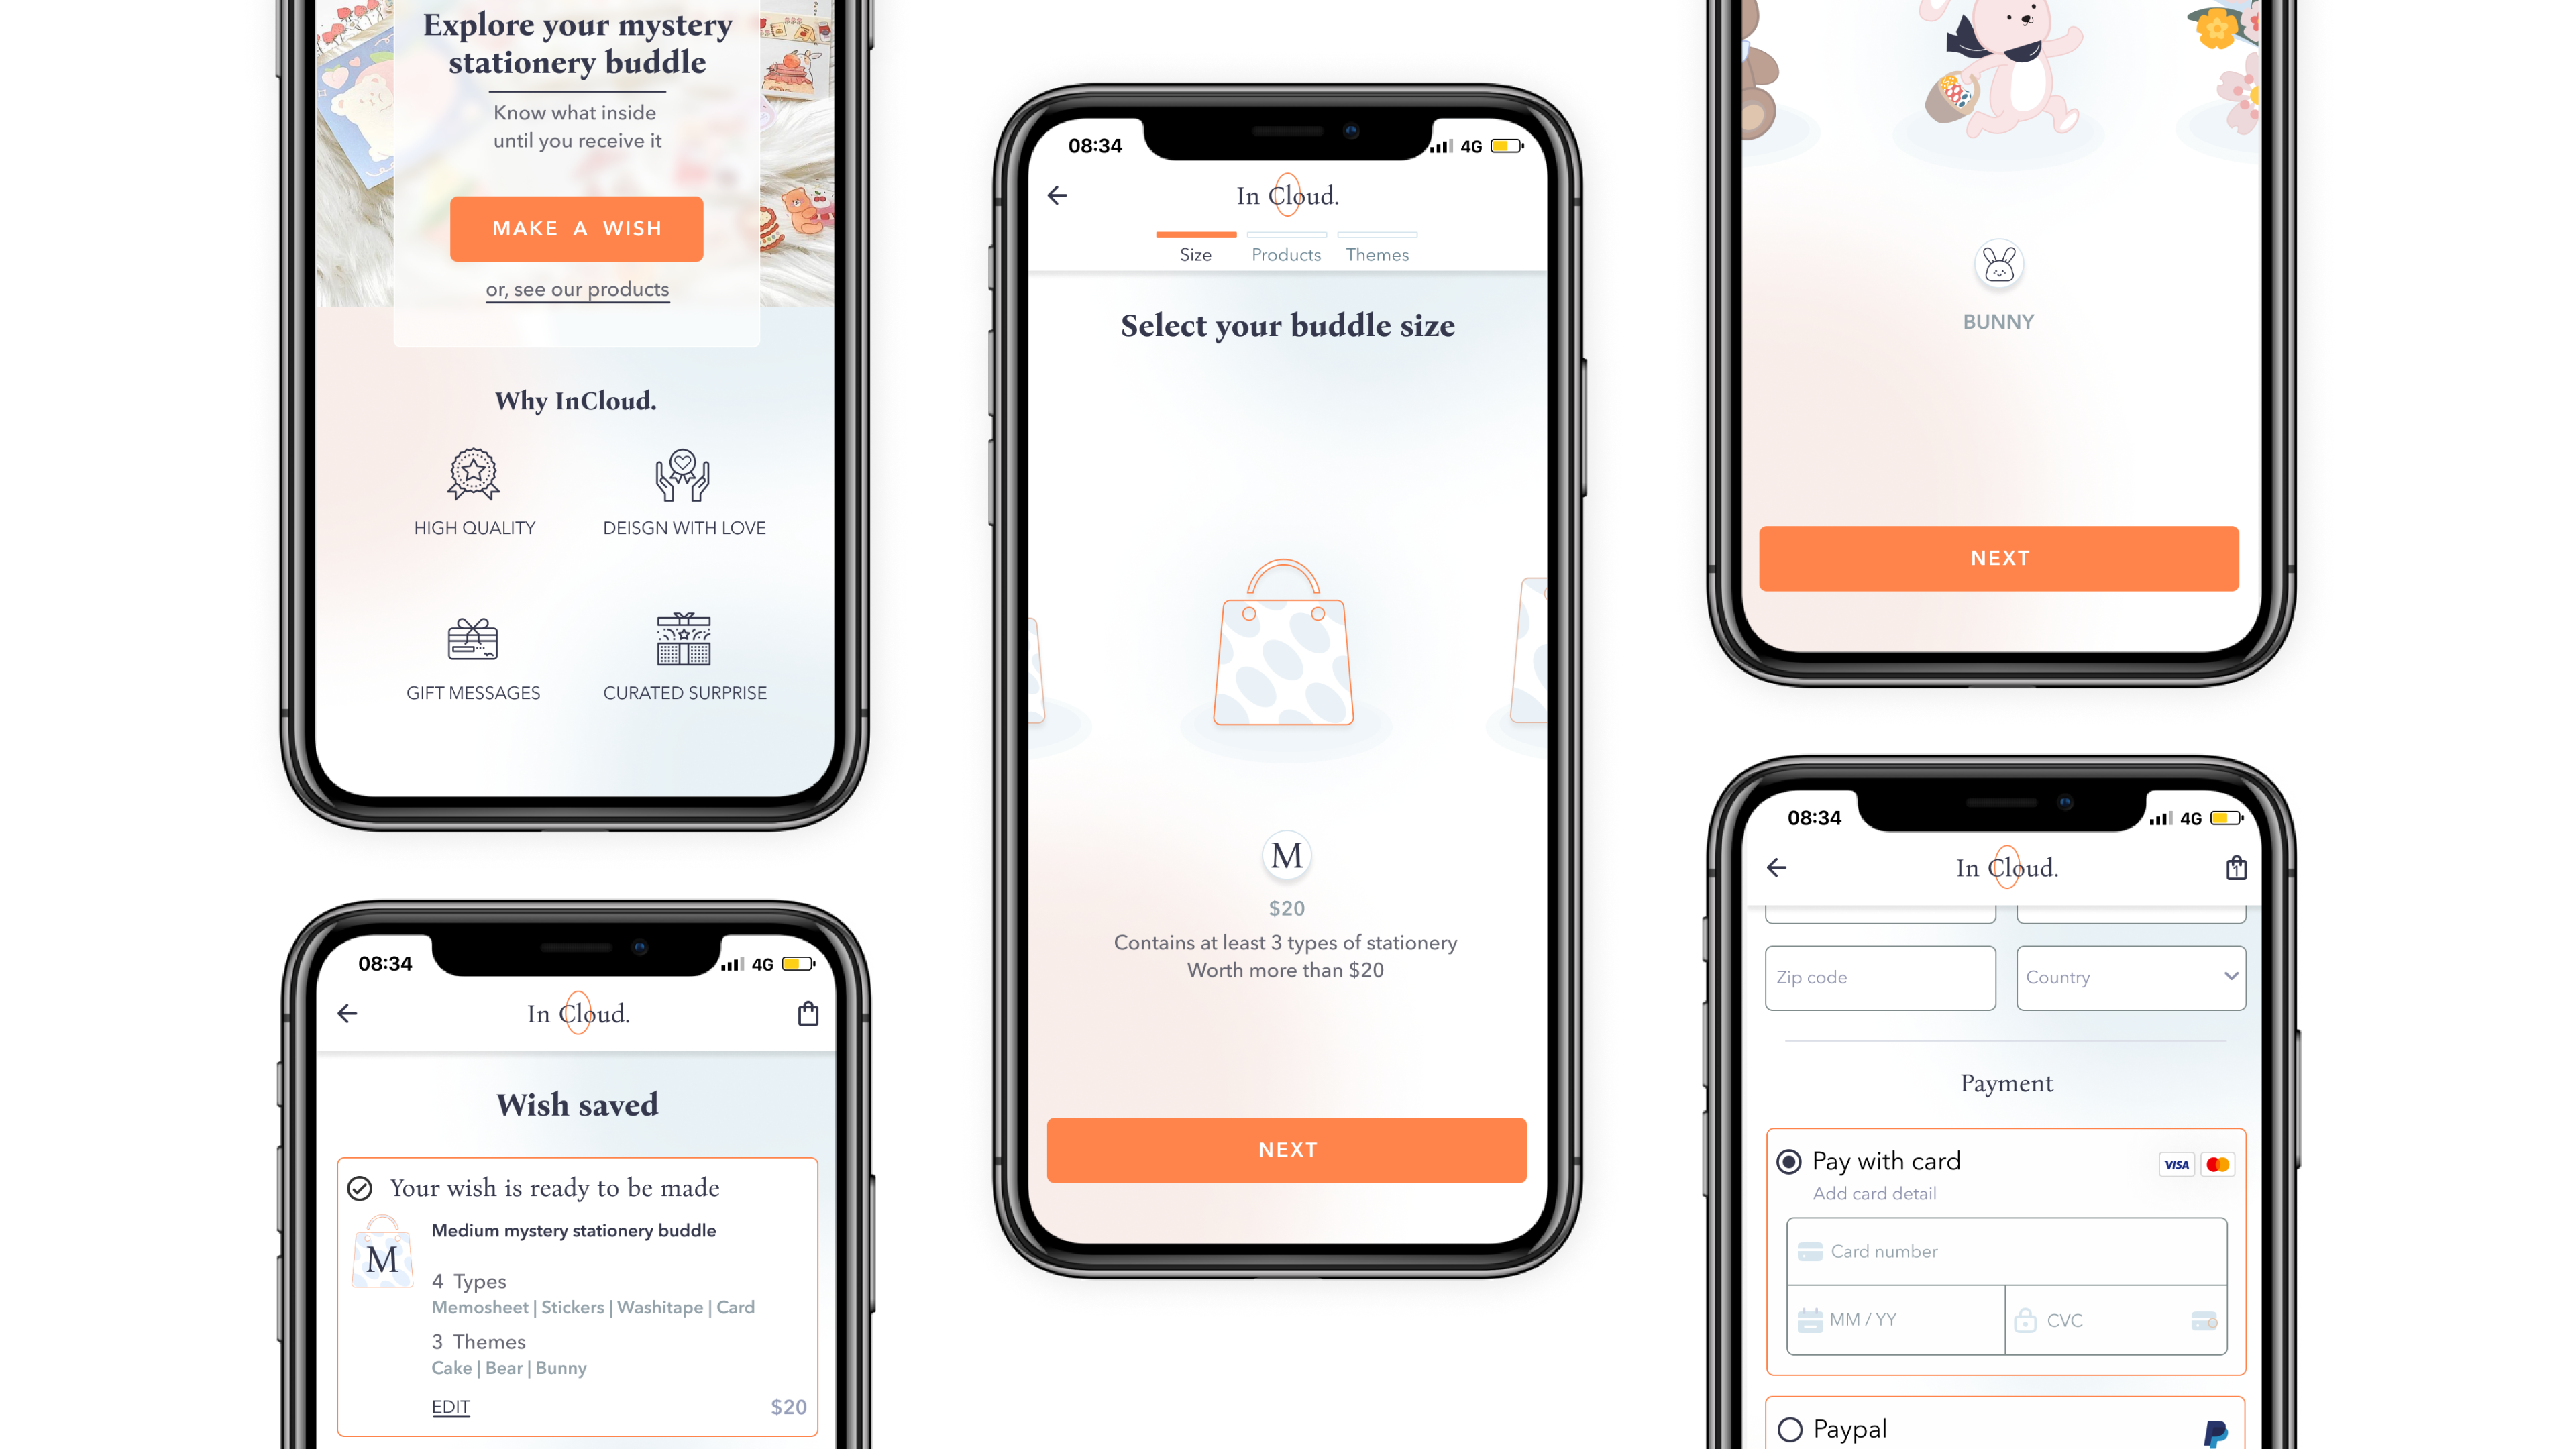 Explore your mystery
stationery buddle
Know what inside
until you receive it
MAKE A WISH
or, see our products
Why InCloud.
HIGH QUALITY
DEISGN WITH LOVE
GIFT MESSAGES
CURATED SURPRISE
08:34
4G
In Cloud.
Wish saved
Your wish is ready to be made
M
Medium mystery stationery buddle
4 Types
Memosheet | Stickers | Washitape | Card
3 Themes
Cake | Bear | Bunny
EDIT
$20
08:34
4G
In Cloud.
Size
Products
Themes
Select your buddle size
M
$20
Contains at least 3 types of stationery
Worth more than $20
NEXT
BUNNY
NEXT
08:34
4G
In Cloud.
1
Zip code
Country
Payment
Pay with card
VISA
Add card detail
Card number
MM / YY
CVC
Paypal